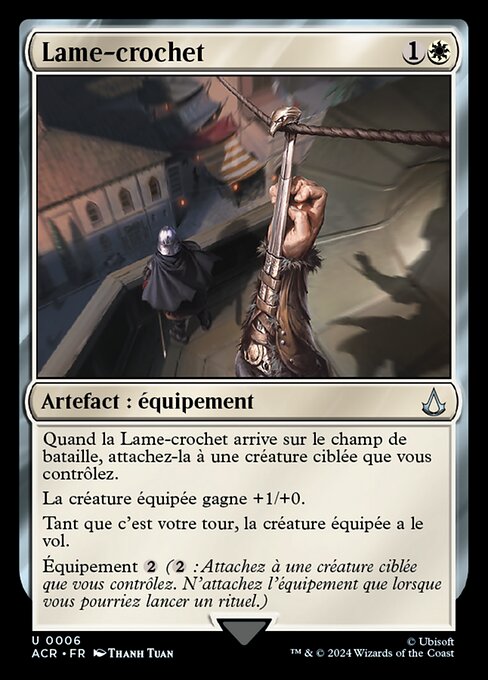 Lame-crochet 1
Artefact : équipement
Quand la Lame-crochet arrive sur le champ de
bataille, attachez-la à une créature ciblée que vous
contrôlez.
La créature équipée gagne +1/+0.
Tant que c'est votre tour, la créature équipée a le
vol.
Équipement 2 (2 :Attachez à une créature ciblée
que vous contrôlez. N'attachez l'équipement que lorsque
vous pourriez lancer un rituel.)
U 0006
ACR • FR Thanh Tuan
© Ubisoft
™ & © 2024 Wizards of the Coast